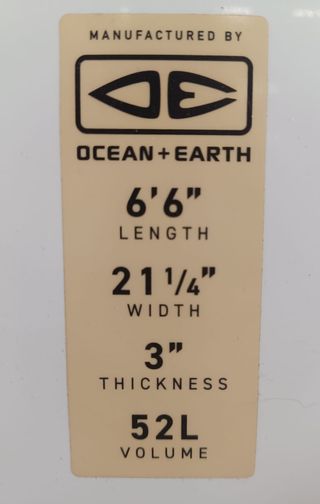 MANUFACTURED BY
OCEAN+EARTH
6'6"
LENGTH
21 1/4"
WIDTH
3"
THICKNESS
52L
VOLUME